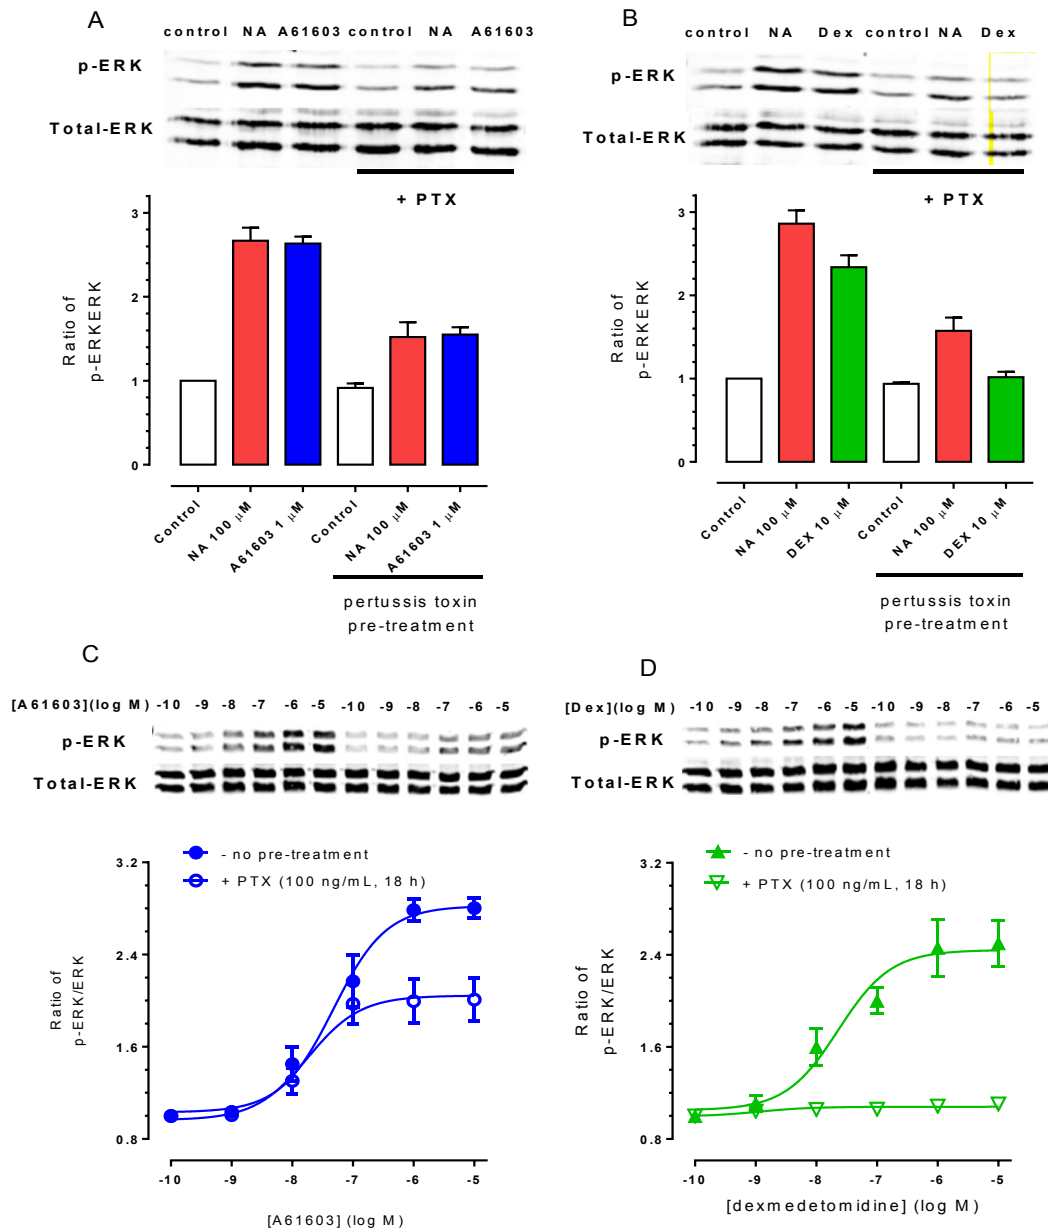 A
control NA A61603 control NA A61603
p-ERK
Total-ERK
+ PTX
3
2
1
0
Ratio of
p-ERKERK
Control
NA 100 μM
A61603 1 μM
Control
NA 100 μM
A61603 1 μM
pertussis toxin
pre-treatment
B
control NA Dex control NA Dex
p-ERK
Total-ERK
+ PTX
3
2
1
0
Ratio of
p-ERKERK
Control
NA 100 μM
DEX 10 μM
Control
NA 100 μM
DEX 10 μM
pertussis toxin
pre-treatment
C
[A61603](log M) -10 -9 -8 -7 -6 -5 -10 -9 -8 -7 -6 -5
p-ERK
Total-ERK
- no pre-treatment
+ PTX (100 ng/mL, 18 h)
3.2
2.4
1.6
0.8
Ratio of
p-ERK/ERK
-10 -9 -8 -7 -6 -5
[A61603] (log M)
D
[Dex](log M) -10 -9 -8 -7 -6 -5 -10 -9 -8 -7 -6 -5
p-ERK
Total-ERK
- no pre-treatment
+ PTX (100 ng/mL, 18 h)
3.2
2.4
1.6
0.8
Ratio of
p-ERK/ERK
-10 -9 -8 -7 -6 -5
[dexmedetomidine] (log M)